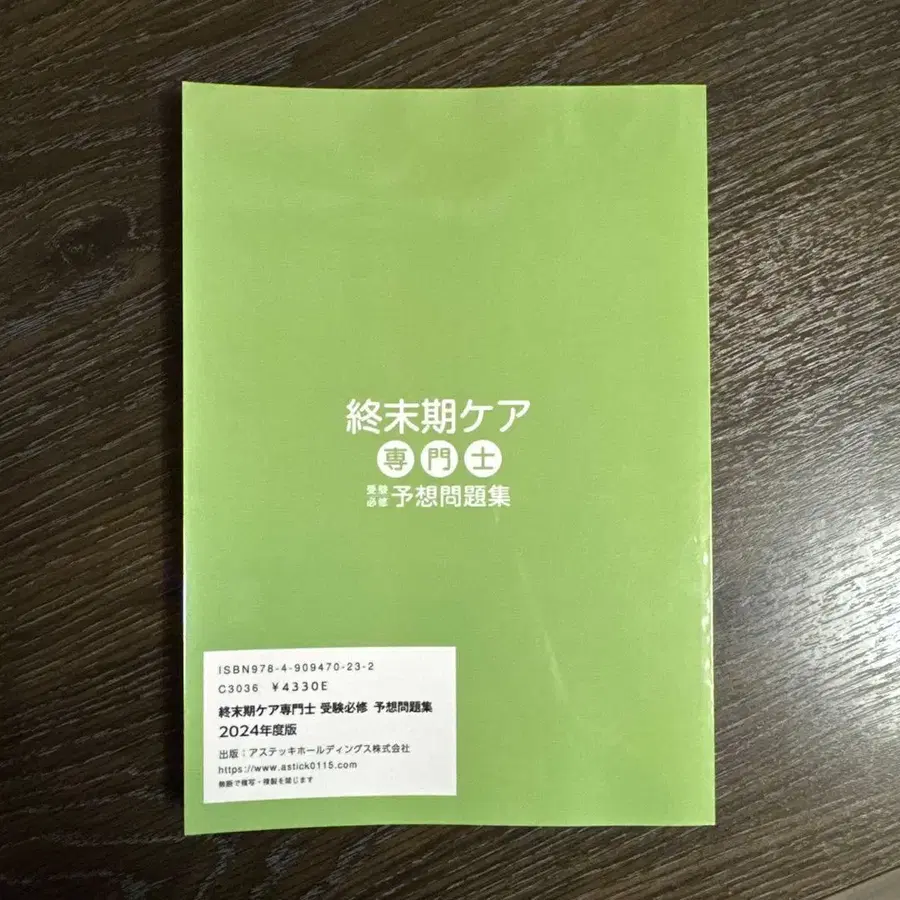 終末期ケア
専門士
受験
必修 予想問題集
ISBN978-4-909470-23-2
C3036 ¥4330E
終末期ケア専門士 受験必修 予想問題集
2024年度版
出版：アステッキホールディングス株式会社
https://www.astick0115.com
無断で複写・複製を禁じます